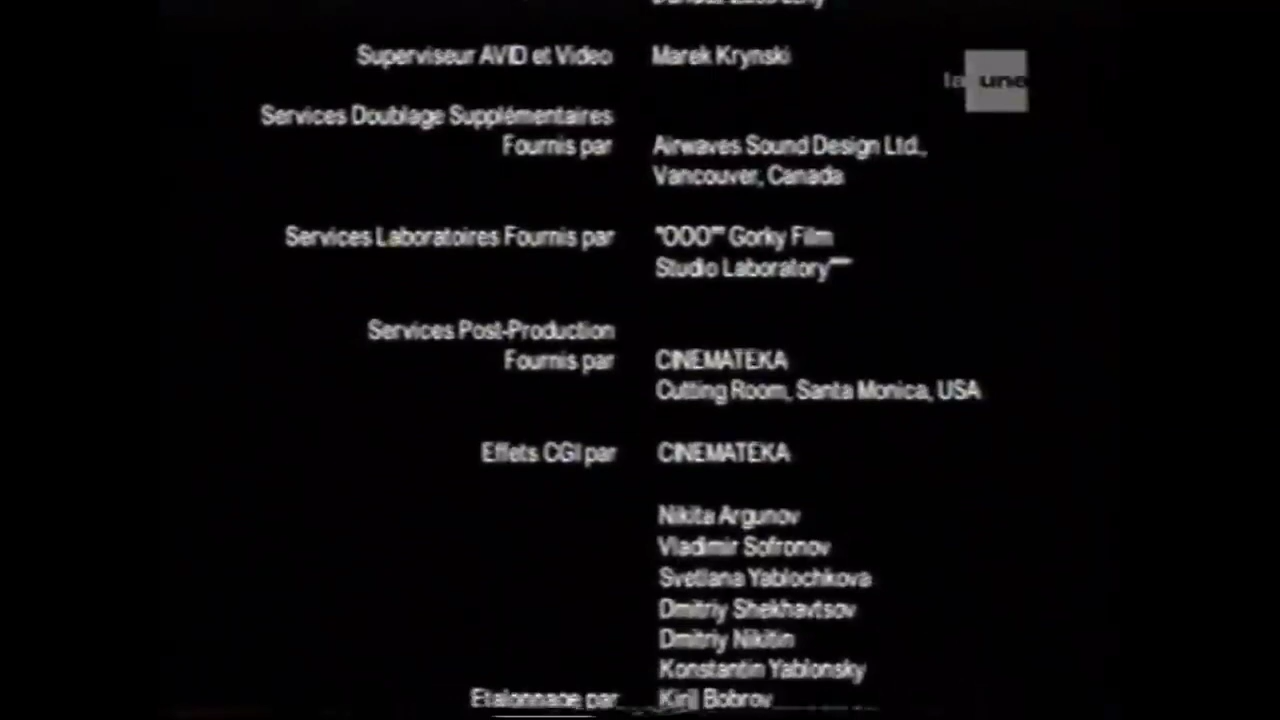 Superviseur AVID et Video Marek Krynski
la une
Services Doublage Supplémentaires
Fournis par Airwaves Sound Design Ltd.,
Vancouver, Canada
Services Laboratoires Fournis par "OOO"" Gorky Film
Studio Laboratory"""
Services Post-Production
Fournis par CINEMATEKA
Cutting Room, Santa Monica, USA
Effets CGI par CINEMATEKA
Nikita Argunov
Vladimir Sofronov
Svetlana Yablochkova
Dmitriy Shekhavtsov
Dmitriy Nikitin
Konstantin Yablonsky
Etalonnage par Kiril Bobrov